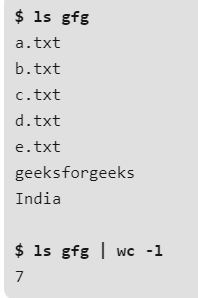 $ ls gfg
a.txt
b.txt
c.txt
d.txt
e.txt
geeksforgeeks
India
$ ls gfg | wc -l
7